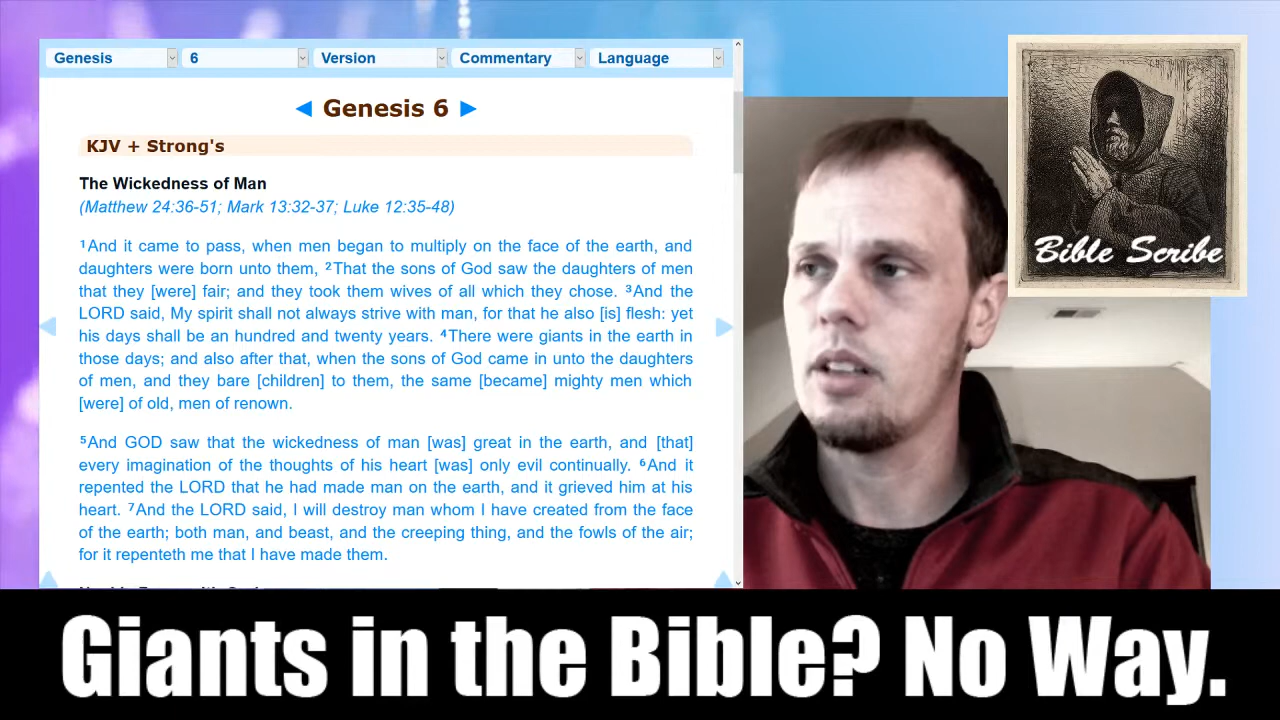 Genesis 6 Version Commentary Language
◄ Genesis 6 ►
KJV + Strong's
The Wickedness of Man
(Matthew 24:36-51; Mark 13:32-37; Luke 12:35-48)
¹And it came to pass, when men began to multiply on the face of the earth, and
daughters were born unto them, ²That the sons of God saw the daughters of men
that they [were] fair; and they took them wives of all which they chose. ³And the
LORD said, My spirit shall not always strive with man, for that he also [is] flesh: yet
his days shall be an hundred and twenty years. ⁴There were giants in the earth in
those days; and also after that, when the sons of God came in unto the daughters
of men, and they bare [children] to them, the same [became] mighty men which
[were] of old, men of renown.
⁵And GOD saw that the wickedness of man [was] great in the earth, and [that]
every imagination of the thoughts of his heart [was] only evil continually. ⁶And it
repented the LORD that he had made man on the earth, and it grieved him at his
heart. ⁷And the LORD said, I will destroy man whom I have created from the face
of the earth; both man, and beast, and the creeping thing, and the fowls of the air;
for it repenteth me that I have made them.
Bible Scribe
Giants in the Bible? No Way.